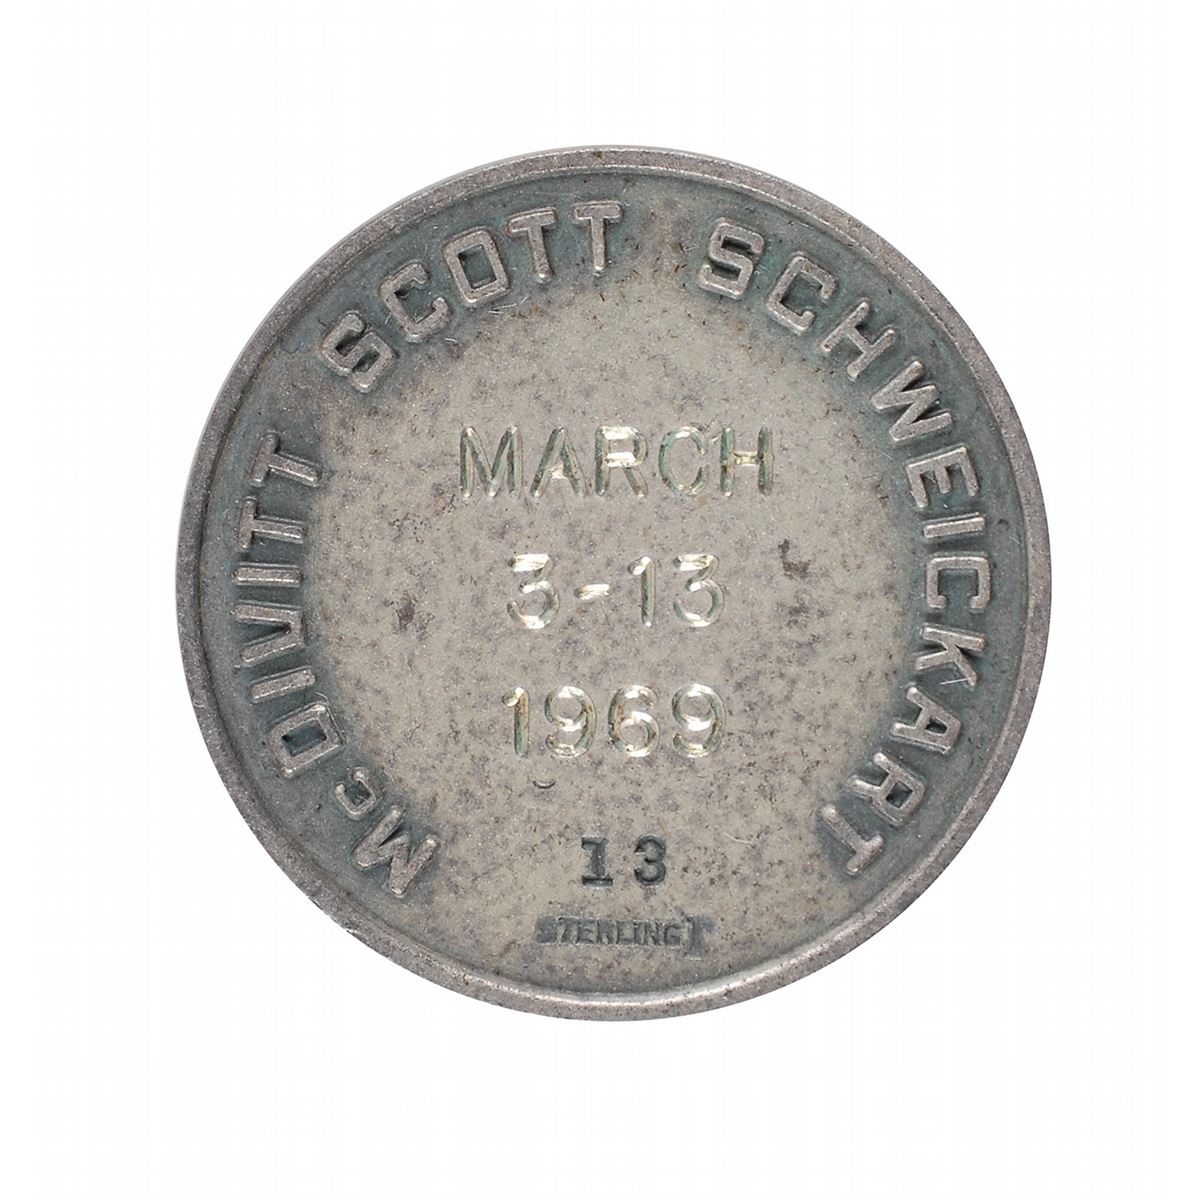 McDIVITT SCOTT SCHWEICKART
MARCH
3-13
1969
13
STERLING T